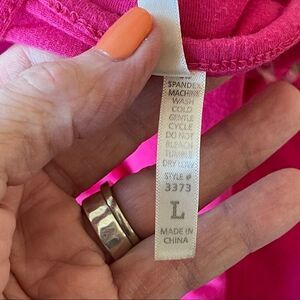 SPANDEX
MACHINE
WASH
COLD
GENTLE
CYCLE
DO NOT
BLEACH
TUMBLE
DRY LOW
STYLE #
3373
L
MADE IN
CHINA